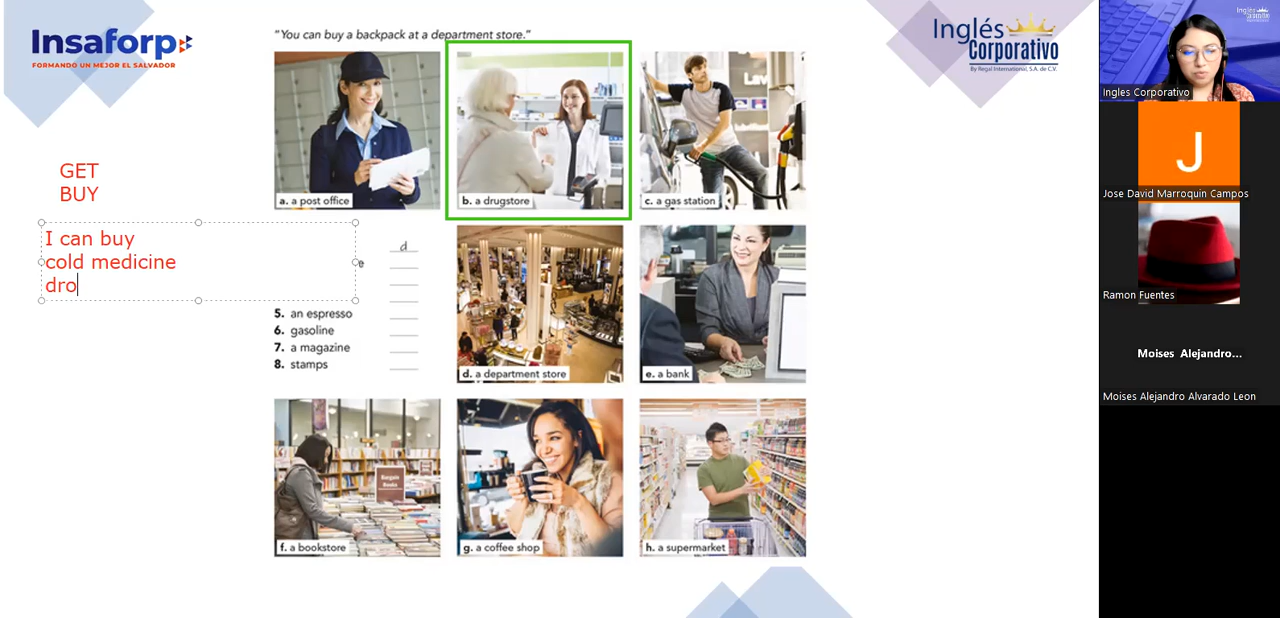 Insaforp
FORMANDO UN MEJOR EL SALVADOR
"You can buy a backpack at a department store."
Inglés
Corporativo
By Regal International, S.A. de C.V.
GET
BUY
I can buy
cold medicine
dro
a. a post office
b. a drugstore
c. a gas station
d
e
5. an espresso
6. gasoline
7. a magazine
8. stamps
d. a department store
e. a bank
Bargain
Books
f. a bookstore
g. a coffee shop
h. a supermarket
Ingles Corporativo
J
Jose David Marroquin Campos
Ramon Fuentes
Moises Alejandro...
Moises Alejandro Alvarado Leon